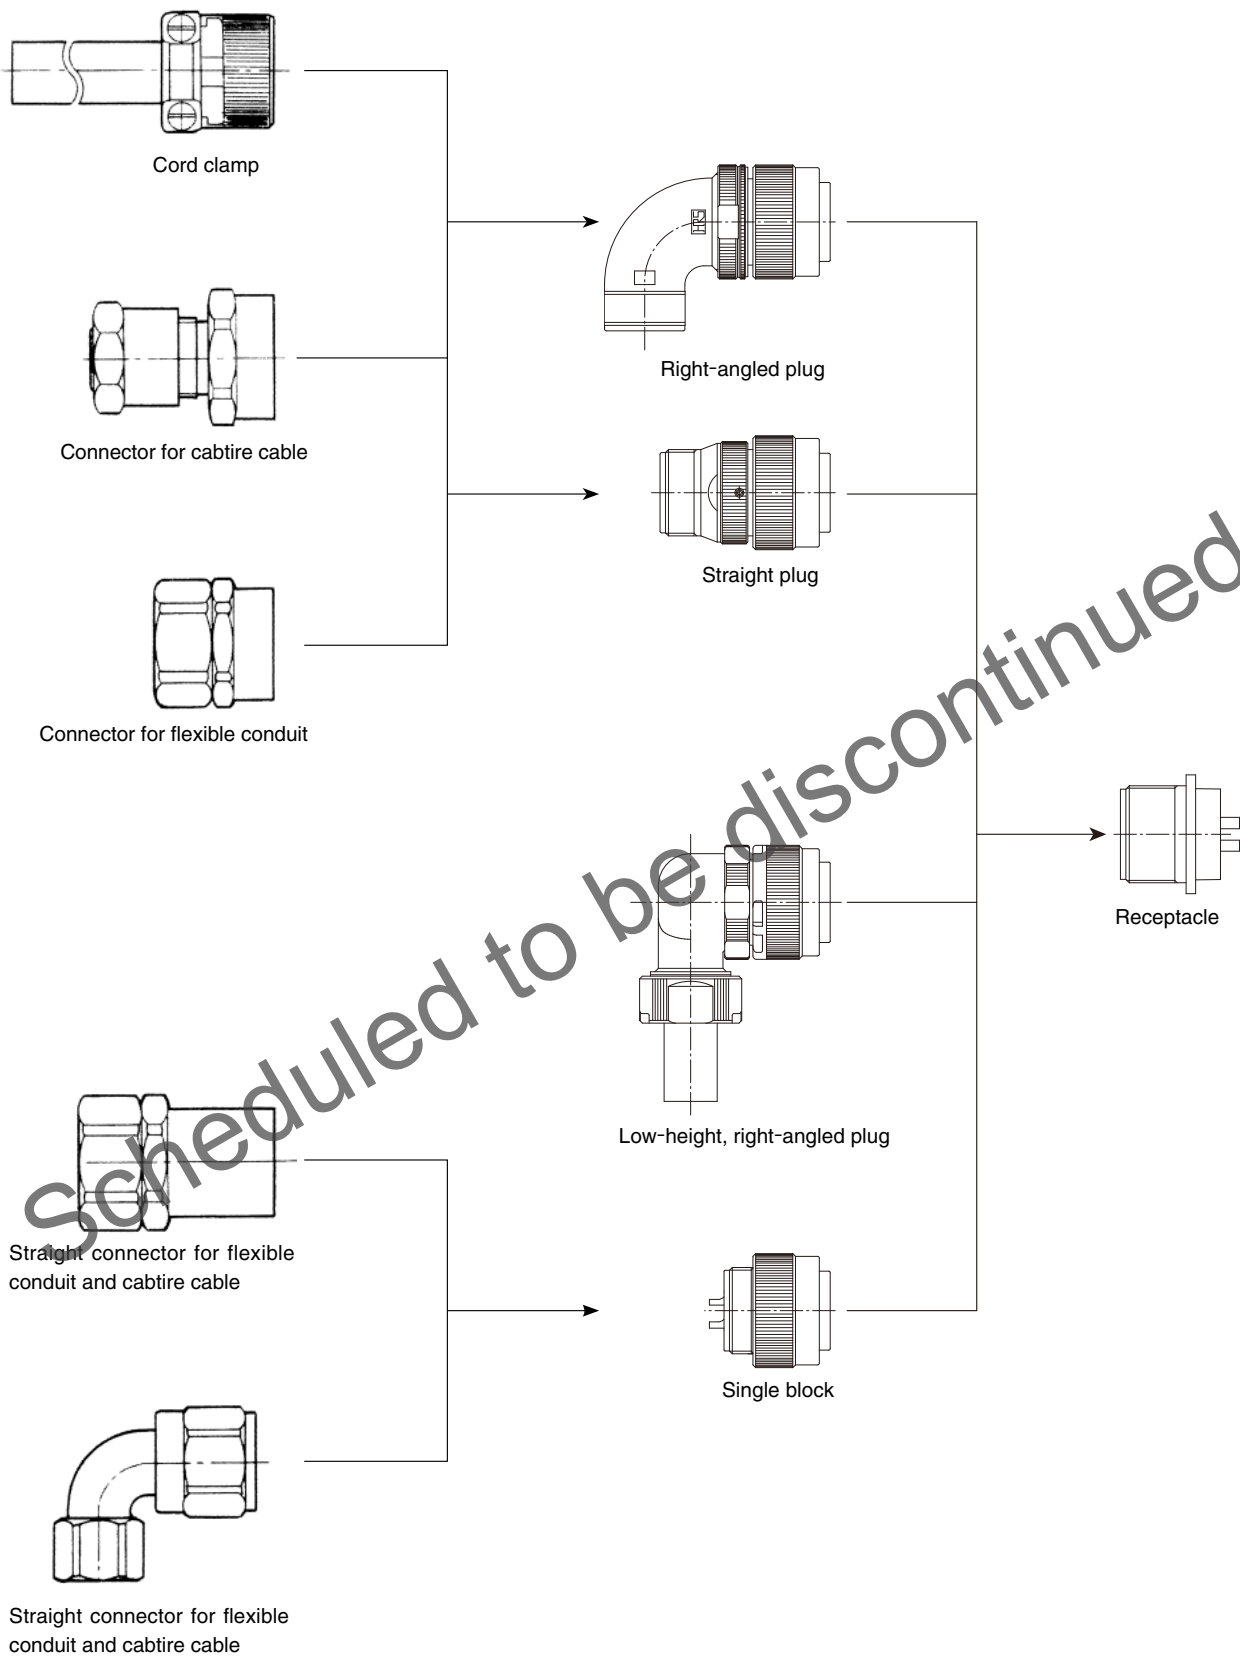 Cord clamp
HRS
Right-angled plug
Connector for cabtire cable
Straight plug
Connector for flexible conduit
Scheduled to be discontinued
Receptacle
Low-height, right-angled plug
Straight connector for flexible
conduit and cabtire cable
Single block
Straight connector for flexible
conduit and cabtire cable